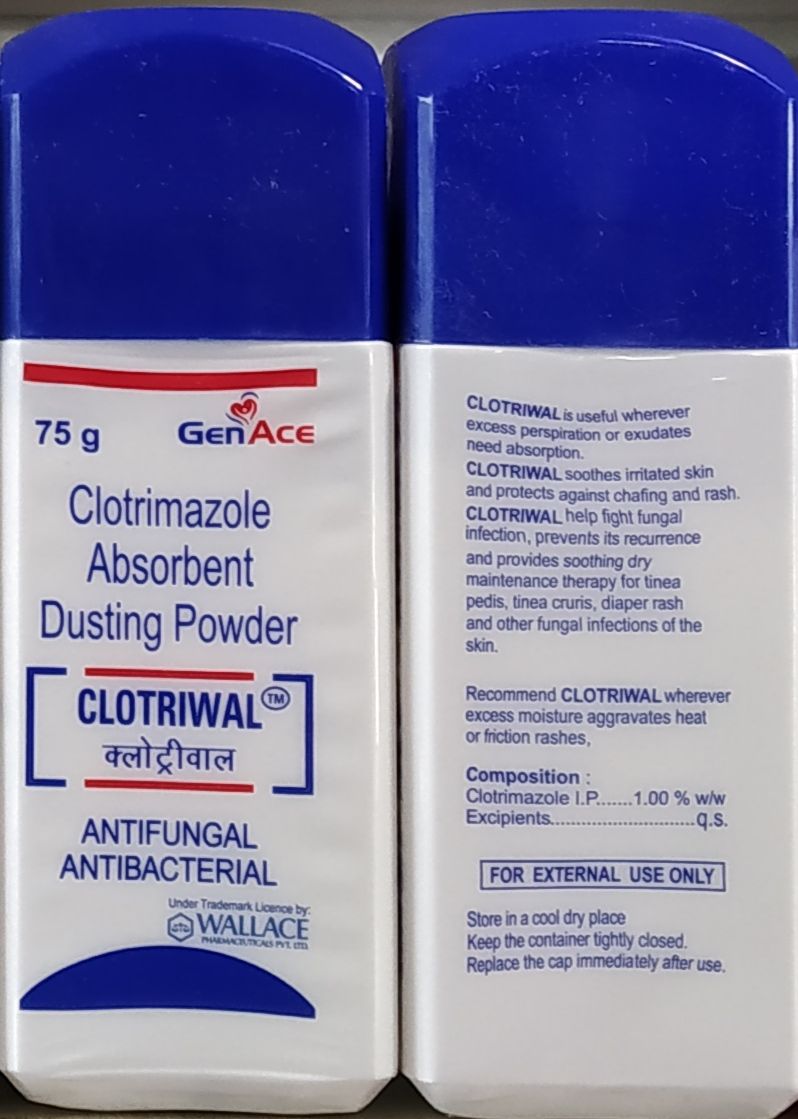 75 g
GenAce
Clotrimazole
Absorbent
Dusting Powder
CLOTRIWAL™
क्लोट्रीवाल
ANTIFUNGAL
ANTIBACTERIAL
Under Trademark Licence by:
WALLACE
PHARMACEUTICALS PVT. LTD.
CLOTRIWAL is useful wherever
excess perspiration or exudates
need absorption.
CLOTRIWAL soothes irritated skin
and protects against chafing and rash.
CLOTRIWAL help fight fungal
infection, prevents its recurrence
and provides soothing dry
maintenance therapy for tinea
pedis, tinea cruris, diaper rash
and other fungal infections of the
skin.
Recommend CLOTRIWAL wherever
excess moisture aggravates heat
or friction rashes,
Composition :
Clotrimazole I.P.......1.00 % w/w
Excipients..............................q.s.
FOR EXTERNAL USE ONLY
Store in a cool dry place
Keep the container tightly closed.
Replace the cap immediately after use.